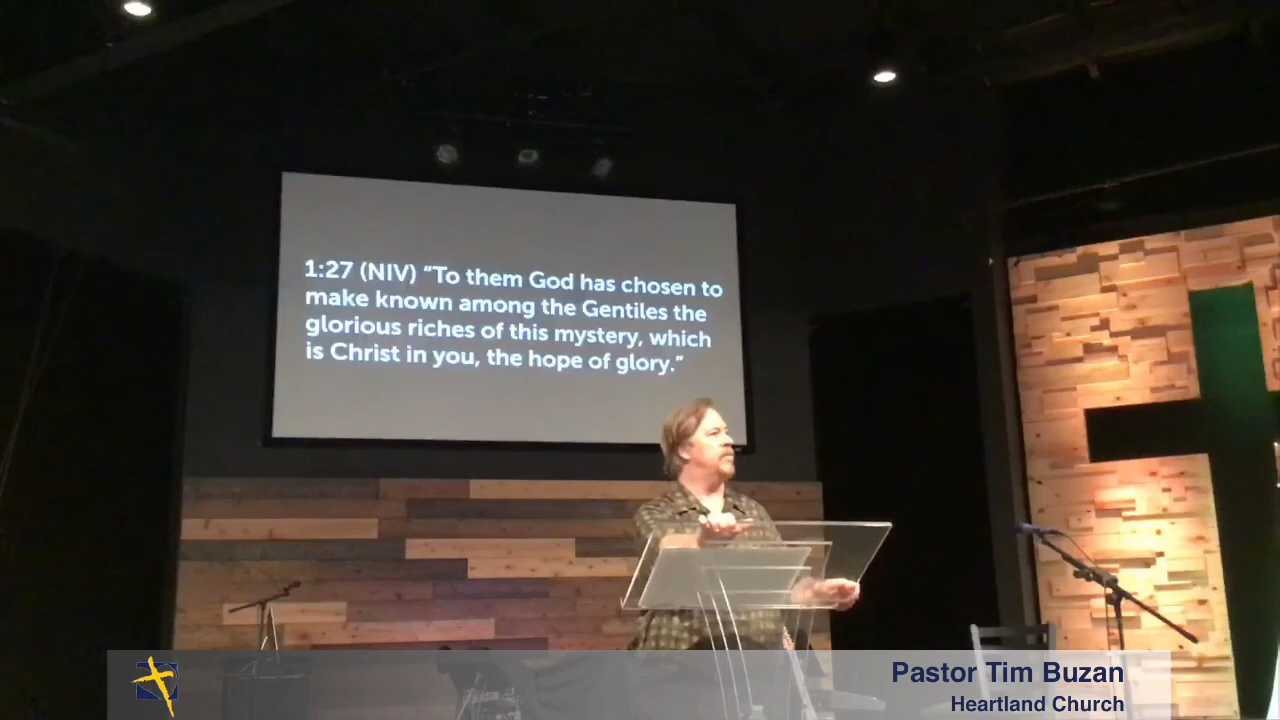 1:27 (NIV) “To them God has chosen to
make known among the Gentiles the
glorious riches of this mystery, which
is Christ in you, the hope of glory.”
Pastor Tim Buzan
Heartland Church